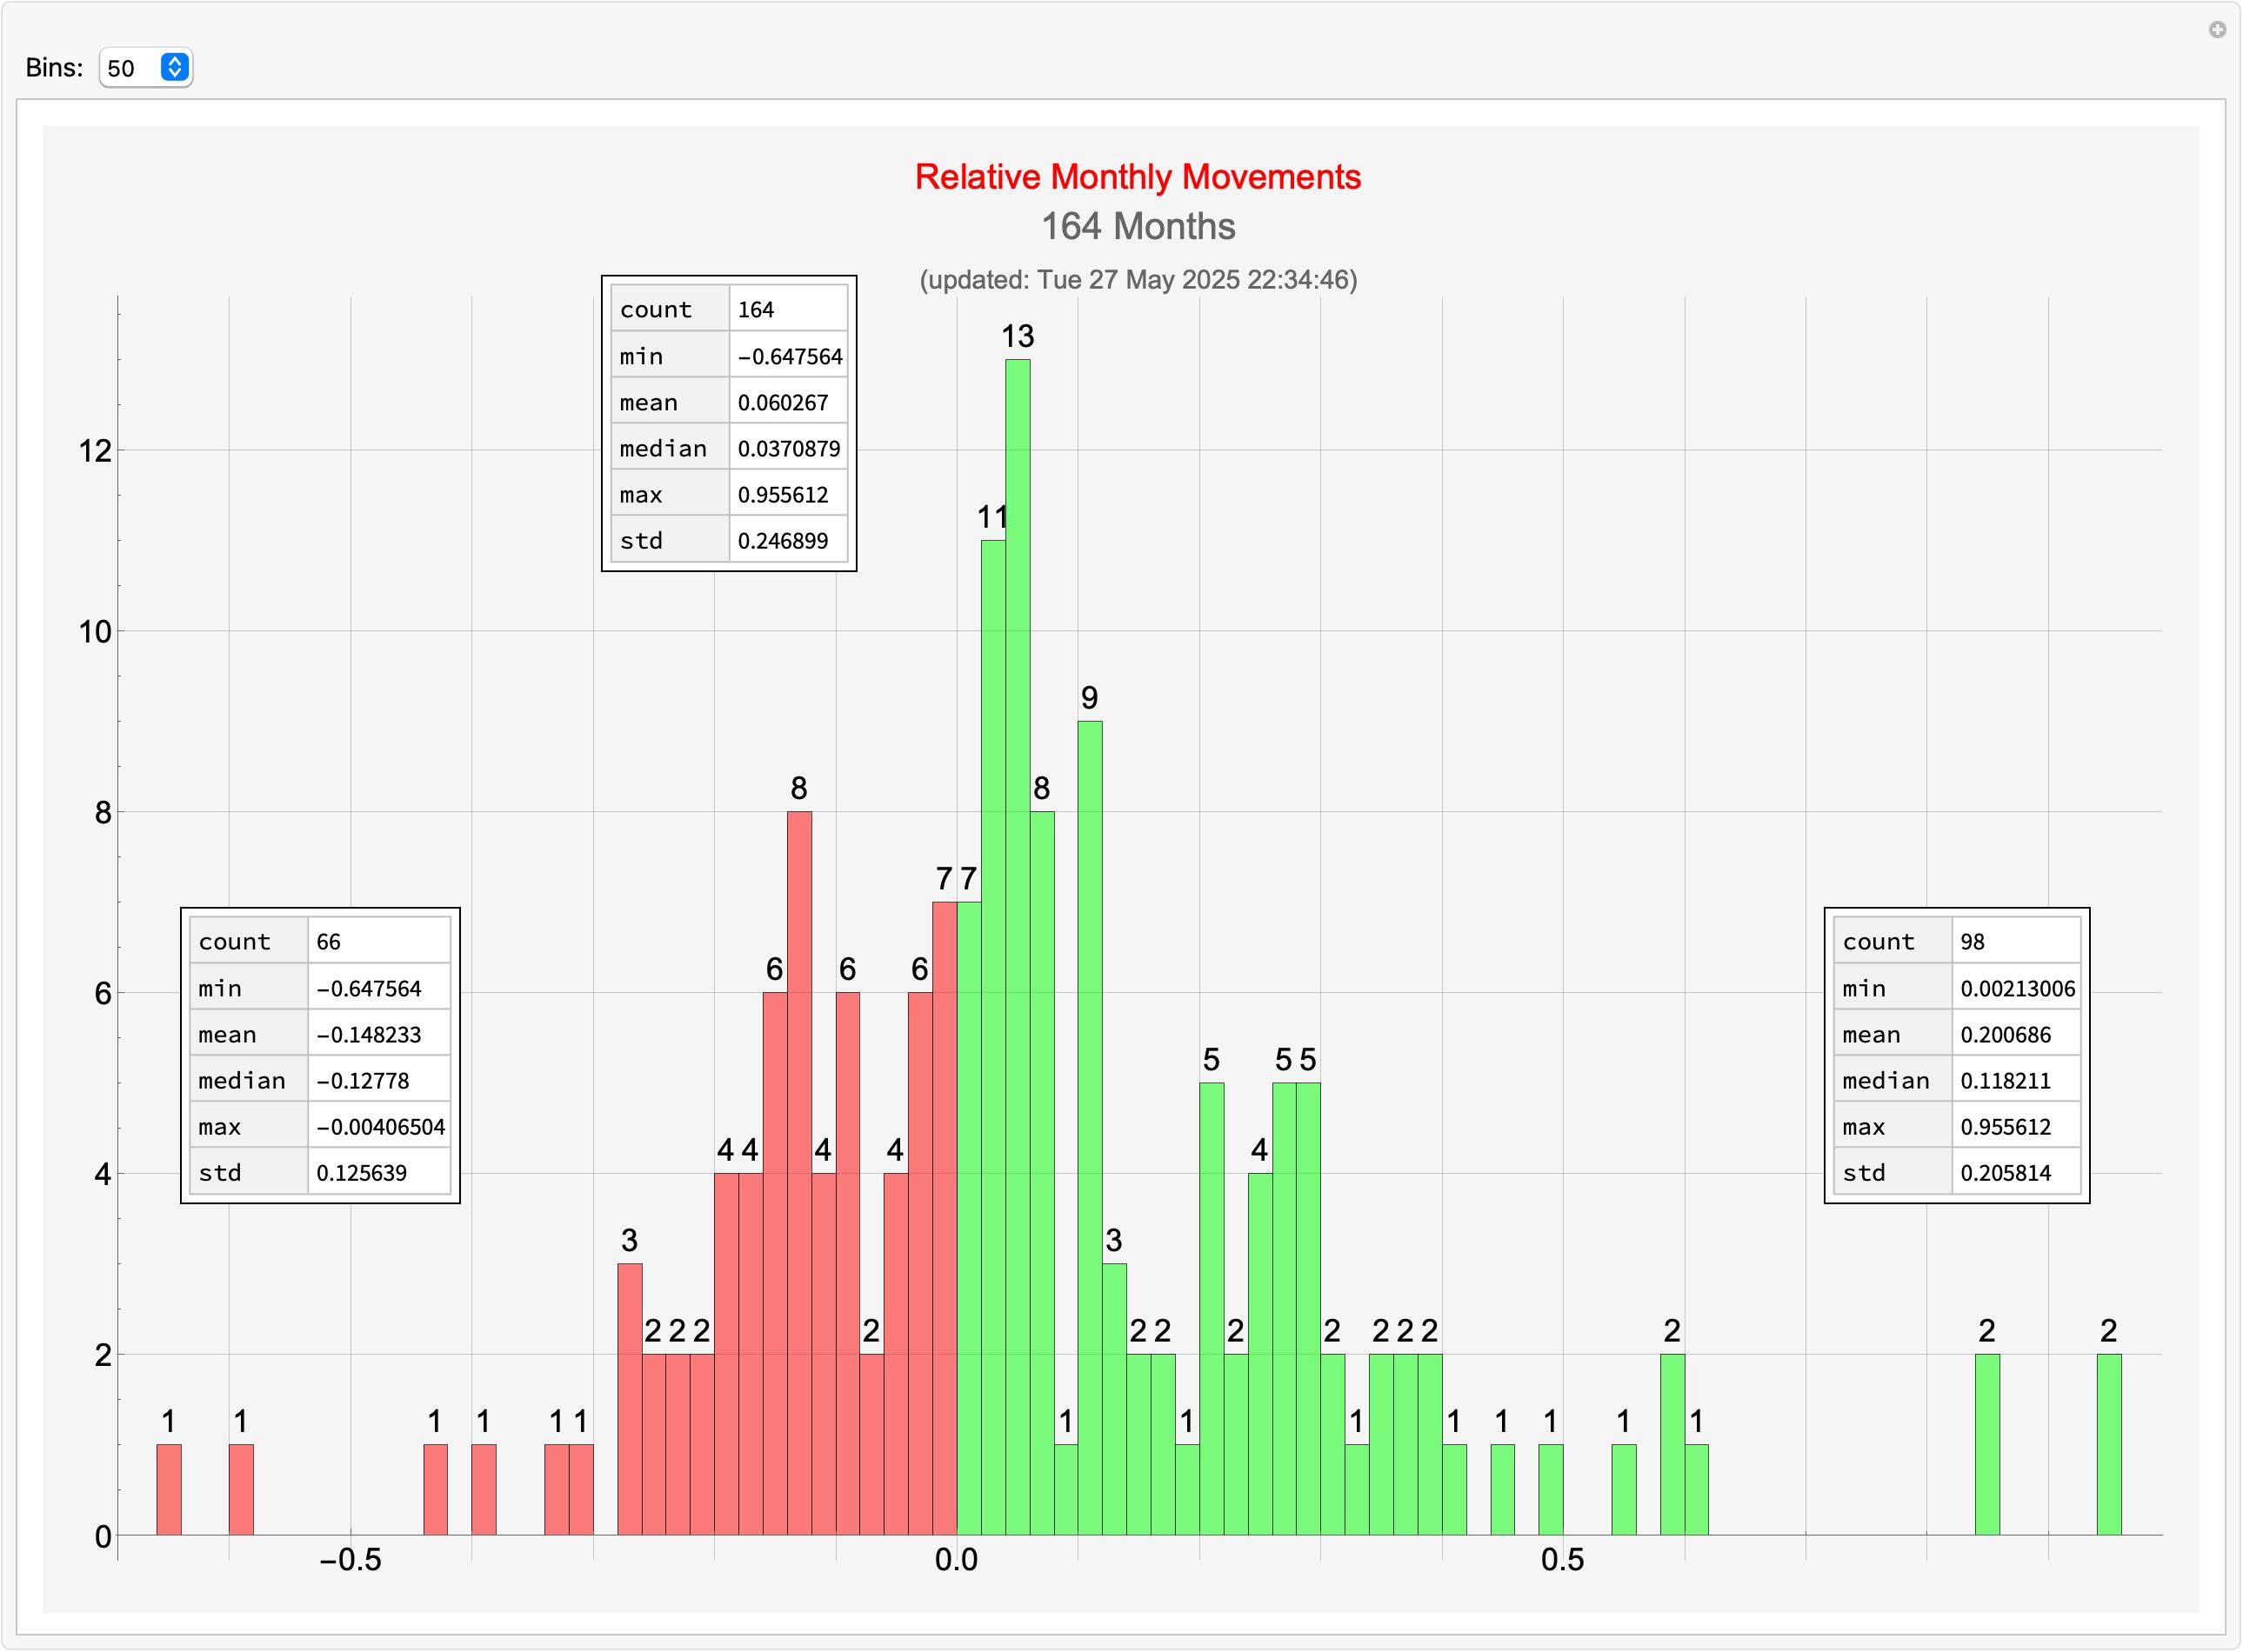 Bins: 50
Relative Monthly Movements
164 Months
(updated: Tue 27 May 2025 22:34:46)
count 164
min −0.647564
mean 0.060267
median 0.0370879
max 0.955612
std 0.246899
count 66
min −0.647564
mean −0.148233
median −0.12778
max −0.00406504
std 0.125639
count 98
min 0.00213006
mean 0.200686
median 0.118211
max 0.955612
std 0.205814
12
10
8
6
4
2
0
1 1 1 1 1 1 3 2 2 2 4 4 6 8 4 6 2 4 6 7 7 11 13 8 1 9 3 2 2 1 5 2 4 5 5 2 1 2 2 2 1 1 1 1 2 1 2 2
−0.5 0.0 0.5